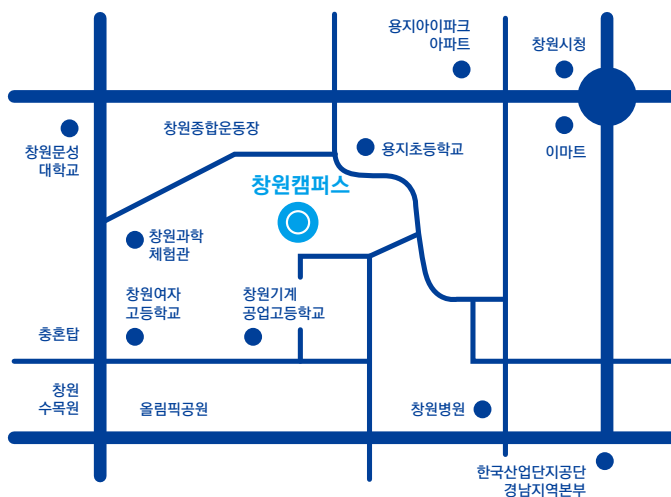 용지아이파크
아파트
창원시청
창원종합운동장
창원문성
대학교
용지초등학교
이마트
창원캠퍼스
창원과학
체험관
창원여자
고등학교
창원기계
공업고등학교
충혼탑
창원
수목원
올림픽공원
창원병원
한국산업단지공단
경남지역본부